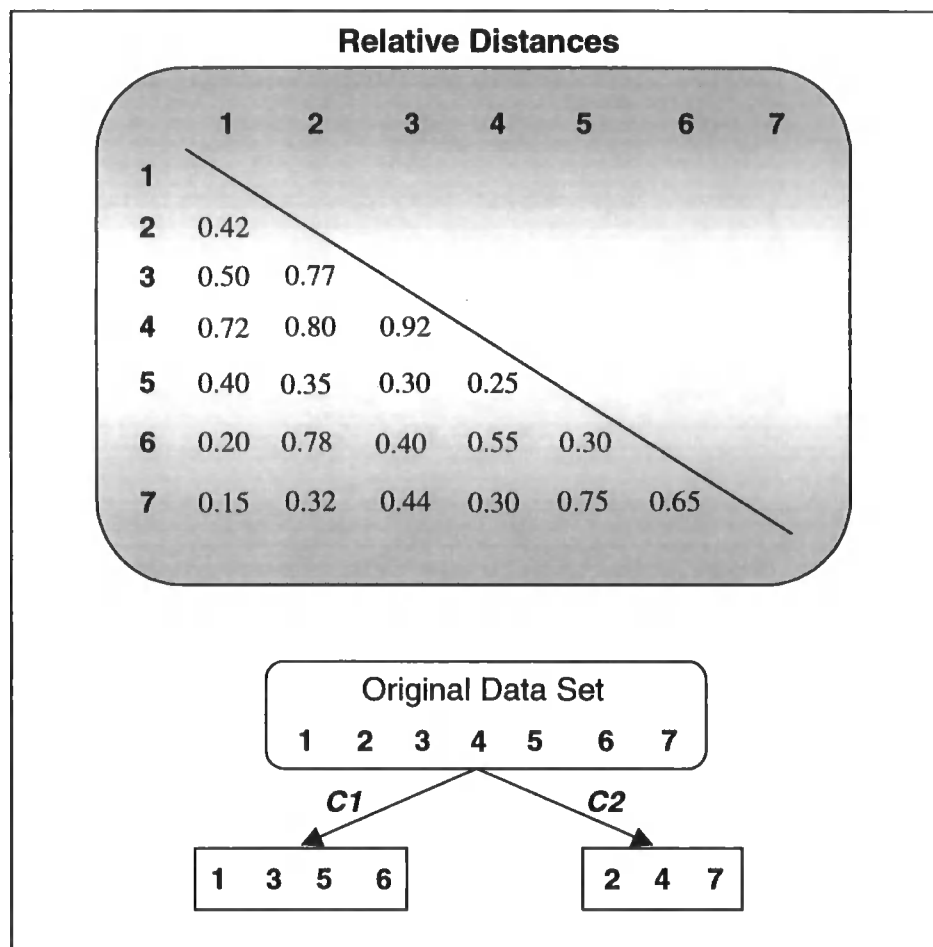 Relative Distances
1 2 3 4 5 6 7
1
2 0.42
3 0.50 0.77
4 0.72 0.80 0.92
5 0.40 0.35 0.30 0.25
6 0.20 0.78 0.40 0.55 0.30
7 0.15 0.32 0.44 0.30 0.75 0.65
Original Data Set
1 2 3 4 5 6 7
C1 C2
1 3 5 6 2 4 7